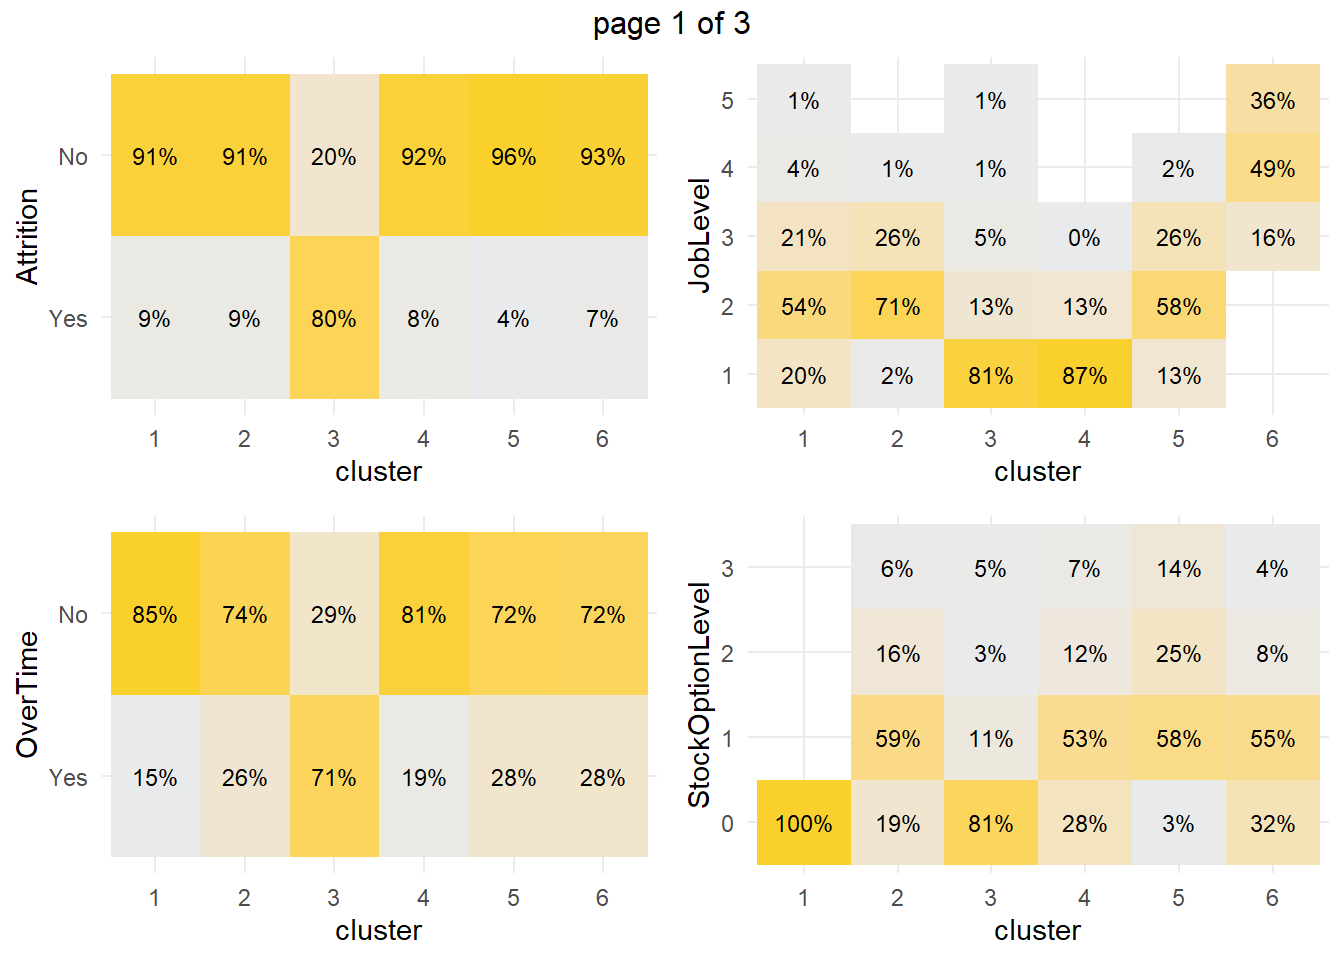 page 1 of 3
Attrition
No
91% 91% 20% 92% 96% 93%
Yes
9% 9% 80% 8% 4% 7%
1 2 3 4 5 6
cluster
JobLevel
5
1% 1% 36%
4
4% 1% 1% 2% 49%
3
21% 26% 5% 0% 26% 16%
2
54% 71% 13% 13% 58%
1
20% 2% 81% 87% 13%
1 2 3 4 5 6
cluster
OverTime
No
85% 74% 29% 81% 72% 72%
Yes
15% 26% 71% 19% 28% 28%
1 2 3 4 5 6
cluster
StockOptionLevel
3
6% 5% 7% 14% 4%
2
16% 3% 12% 25% 8%
1
59% 11% 53% 58% 55%
0
100% 19% 81% 28% 3% 32%
1 2 3 4 5 6
cluster